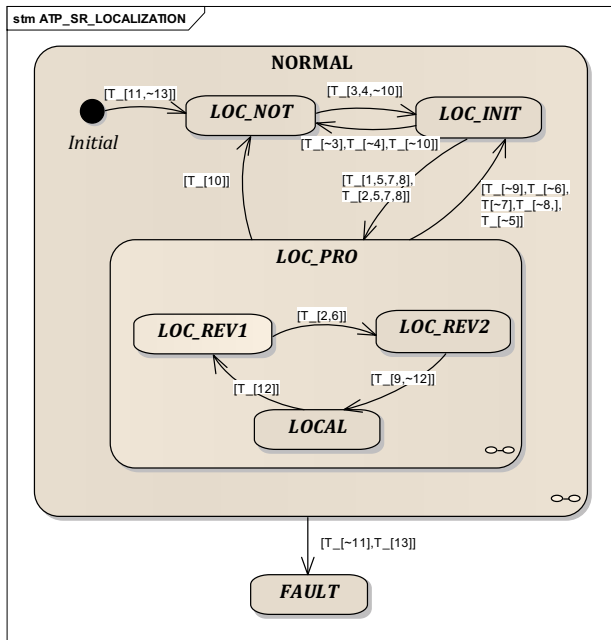 stm ATP_SR_LOCALIZATION
NORMAL
[T_[11,~13]]
LOC_NOT
[T_[3,4,~10]]
LOC_INIT
Initial
[T_[~3],T_[~4],T_[~10]]
[T_[10]]
[T_[1,5,7,8],
T_[2,5,7,8]]
[T_[~9],T_[~6],
T[~7],T_[~8,],
T_[~5]]
LOC_PRO
LOC_REV1
[T_[2,6]]
LOC_REV2
[T_[12]]
[T_[9,~12]]
LOCAL
[T_[~11],T_[13]]
FAULT